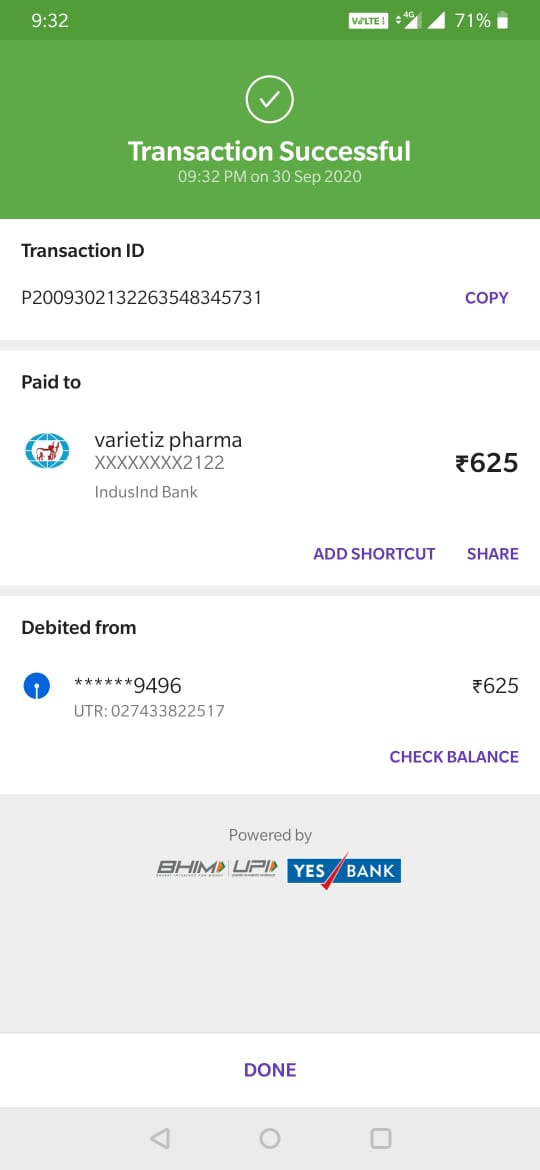 9:32
VoLTE 4G 71%
Transaction Successful
09:32 PM on 30 Sep 2020
Transaction ID
P2009302132263548345731
COPY
Paid to
varietiz pharma
XXXXXXXX2122
₹625
IndusInd Bank
ADD SHORTCUT SHARE
Debited from
******9496 ₹625
UTR: 027433822517
CHECK BALANCE
Powered by
BHIM UPI YES BANK
DONE